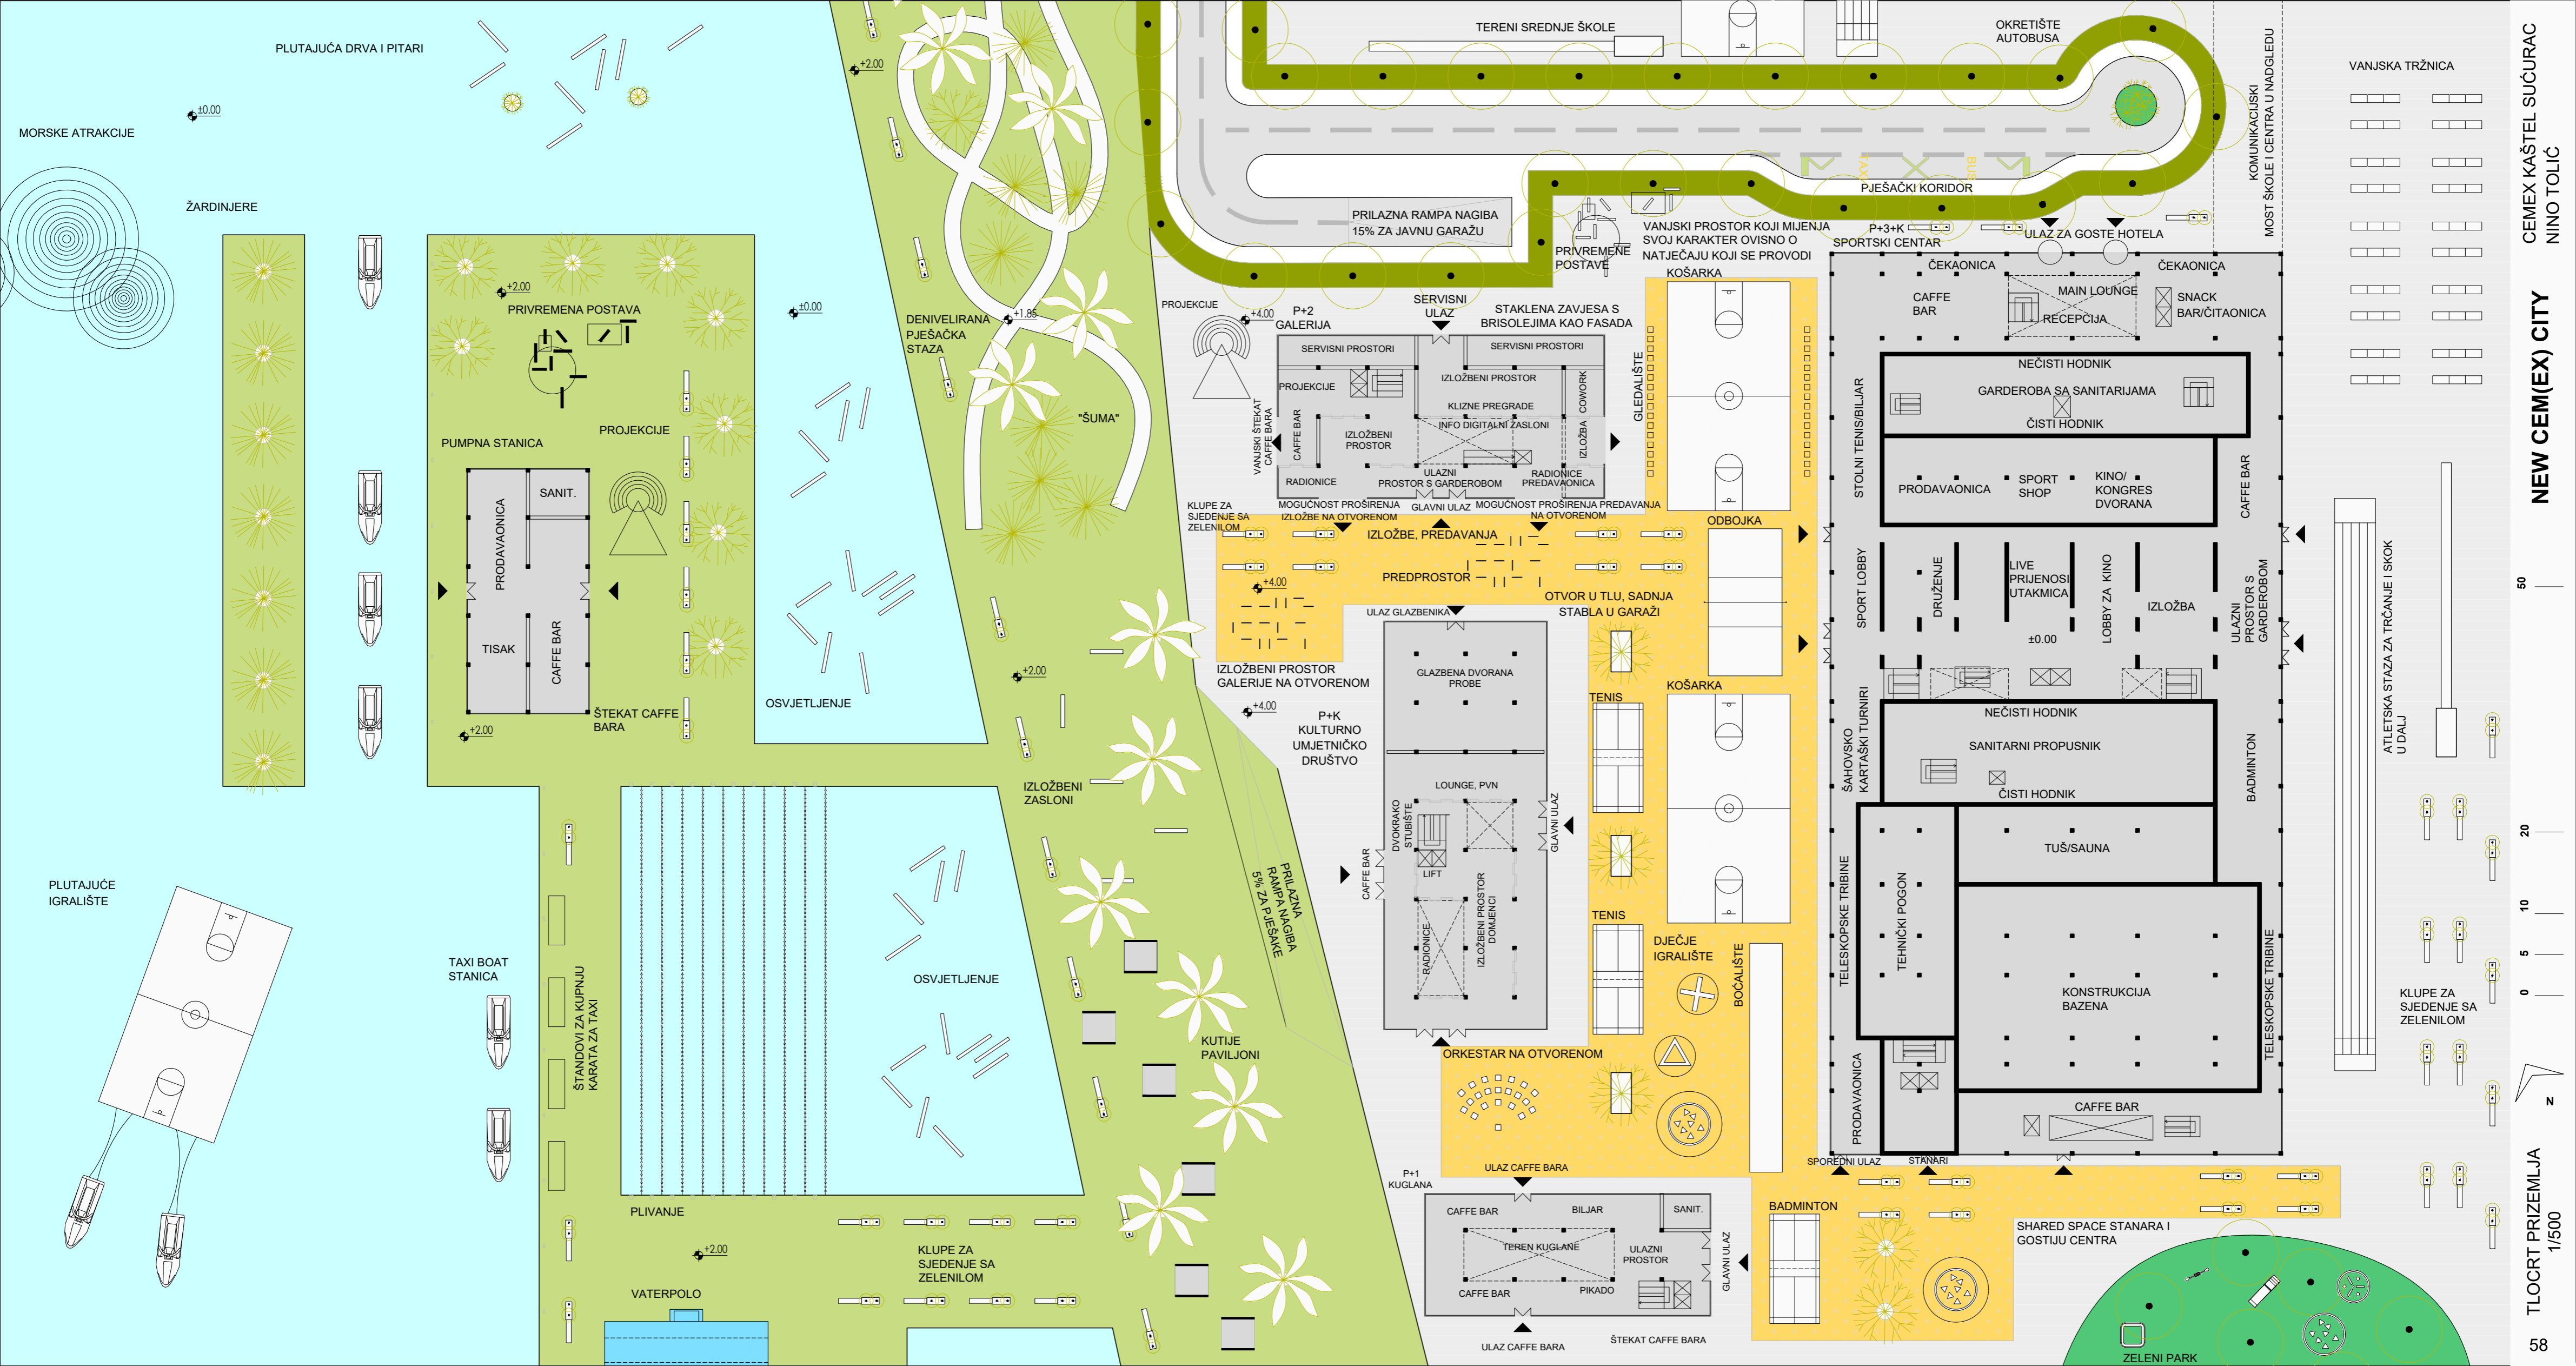 PLUTAJUĆA DRVA I PITARI
±0.00
MORSKE ATRAKCIJE
ŽARDINJERE
+2.00
PRIVREMENA POSTAVA
±0.00
PUMPNA STANICA
PROJEKCIJE
PRODAVAONICA
SANIT.
TISAK
CAFFE BAR
ŠTEKAT CAFFE
BARA
+2.00
OSVJETLJENJE
PLUTAJUĆE
IGRALIŠTE
TAXI BOAT
STANICA
ŠTANDOVI ZA KUPNJU
KARATA ZA TAXI
OSVJETLJENJE
PLIVANJE
+2.00
VATERPOLO
KLUPE ZA
SJEDENJE SA
ZELENILOM
+2.00
DENIVELIRANA
PJEŠAČKA
STAZA
+1.85
"ŠUMA"
+2.00
IZLOŽBENI
ZASLONI
KUTIJE
PAVILJONI
PRILAZNA
RAMPA NAGIBA
5% ZA PJEŠAKE
TERENI SREDNJE ŠKOLE
OKRETIŠTE
AUTOBUSA
TAXI
BUS
PJEŠAČKI KORIDOR
PRILAZNA RAMPA NAGIBA
15% ZA JAVNU GARAŽU
PRIVREMENE
POSTAVE
VANJSKI PROSTOR KOJI MIJENJA
SVOJ KARAKTER OVISNO O
NATJEČAJU KOJI SE PROVODI
KOMUNIKACIJSKI
MOST ŠKOLE I CENTRA U NADGLEDU
VANJSKA TRŽNICA
PROJEKCIJE
+4.00
P+2
GALERIJA
SERVISNI
ULAZ
STAKLENA ZAVJESA S
BRISOLEJIMA KAO FASADA
SERVISNI PROSTORI
SERVISNI PROSTORI
PROJEKCIJE
IZLOŽBENI PROSTOR
COWORK
KLIZNE PREGRADE
INFO DIGITALNI ZASLONI
VANJSKI ŠTEKAT
CAFFE BARA
CAFFE BAR
IZLOŽBENI
PROSTOR
IZLOŽBA
RADIONICE
ULAZNI
PROSTOR S GARDEROBOM
RADIONICE
PREDAVAONICA
KLUPE ZA
SJEDENJE SA
ZELENILOM
MOGUĆNOST PROŠIRENJA
IZLOŽBE NA OTVORENOM
GLAVNI ULAZ
MOGUĆNOST PROŠIRENJA PREDAVANJA
NA OTVORENOM
IZLOŽBE, PREDAVANJA
PREDPROSTOR
+4.00
IZLOŽBENI PROSTOR
GALERIJE NA OTVORENOM
+4.00
ULAZ GLAZBENIKA
OTVOR U TLU, SADNJA
STABLA U GARAŽI
GLEDALIŠTE
KOŠARKA
ODBOJKA
KOŠARKA
TENIS
TENIS
P+K
KULTURNO
UMJETNIČKO
DRUŠTVO
GLAZBENA DVORANA
PROBE
LOUNGE, PVN
DVOKRAKO
STUBIŠTE
LIFT
CAFFE BAR
GLAVNI ULAZ
RADIONICE
IZLOŽBENI PROSTOR
DOMJENCI
DJEČJE
IGRALIŠTE
BOĆALIŠTE
ORKESTAR NA OTVORENOM
P+1
KUGLANA
ULAZ CAFFE BARA
CAFFE BAR
BILJAR
SANIT.
TEREN KUGLANE
ULAZNI
PROSTOR
CAFFE BAR
PIKADO
GLAVNI ULAZ
ULAZ CAFFE BARA
ŠTEKAT CAFFE BARA
P+3+K
SPORTSKI CENTAR
ULAZ ZA GOSTE HOTELA
ČEKAONICA
ČEKAONICA
CAFFE
BAR
MAIN LOUNGE
RECEPCIJA
SNACK
BAR/ČITAONICA
NEČISTI HODNIK
GARDEROBA SA SANITARIJAMA
ČISTI HODNIK
STOLNI TENIS/BILJAR
PRODAVAONICA
SPORT
SHOP
KINO/
KONGRES
DVORANA
CAFFE BAR
SPORT LOBBY
DRUŽENJE
LIVE
PRIJENOSI
UTAKMICA
±0.00
LOBBY ZA KINO
IZLOŽBA
ULAZNI
PROSTOR S
GARDEROBOM
ŠAHOVSKO
KARTAŠKI TURNIRI
NEČISTI HODNIK
SANITARNI PROPUSNIK
ČISTI HODNIK
BADMINTON
TUŠ/SAUNA
TELESKOPSKE TRIBINE
TEHNIČKI POGON
KONSTRUKCIJA
BAZENA
TELESKOPSKE TRIBINE
PRODAVAONICA
CAFFE BAR
SPOREDNI ULAZ
STANARI
BADMINTON
SHARED SPACE STANARA I
GOSTIJU CENTRA
ZELENI PARK
ATLETSKA STAZA ZA TRČANJE I SKOK
U DALJ
KLUPE ZA
SJEDENJE SA
ZELENILOM
CEMEX KAŠTEL SUĆURAC
NINO TOLIĆ
NEW CEM(EX) CITY
50
20
10
5
0
N
TLOCRT PRIZEMLJA
1/500
58